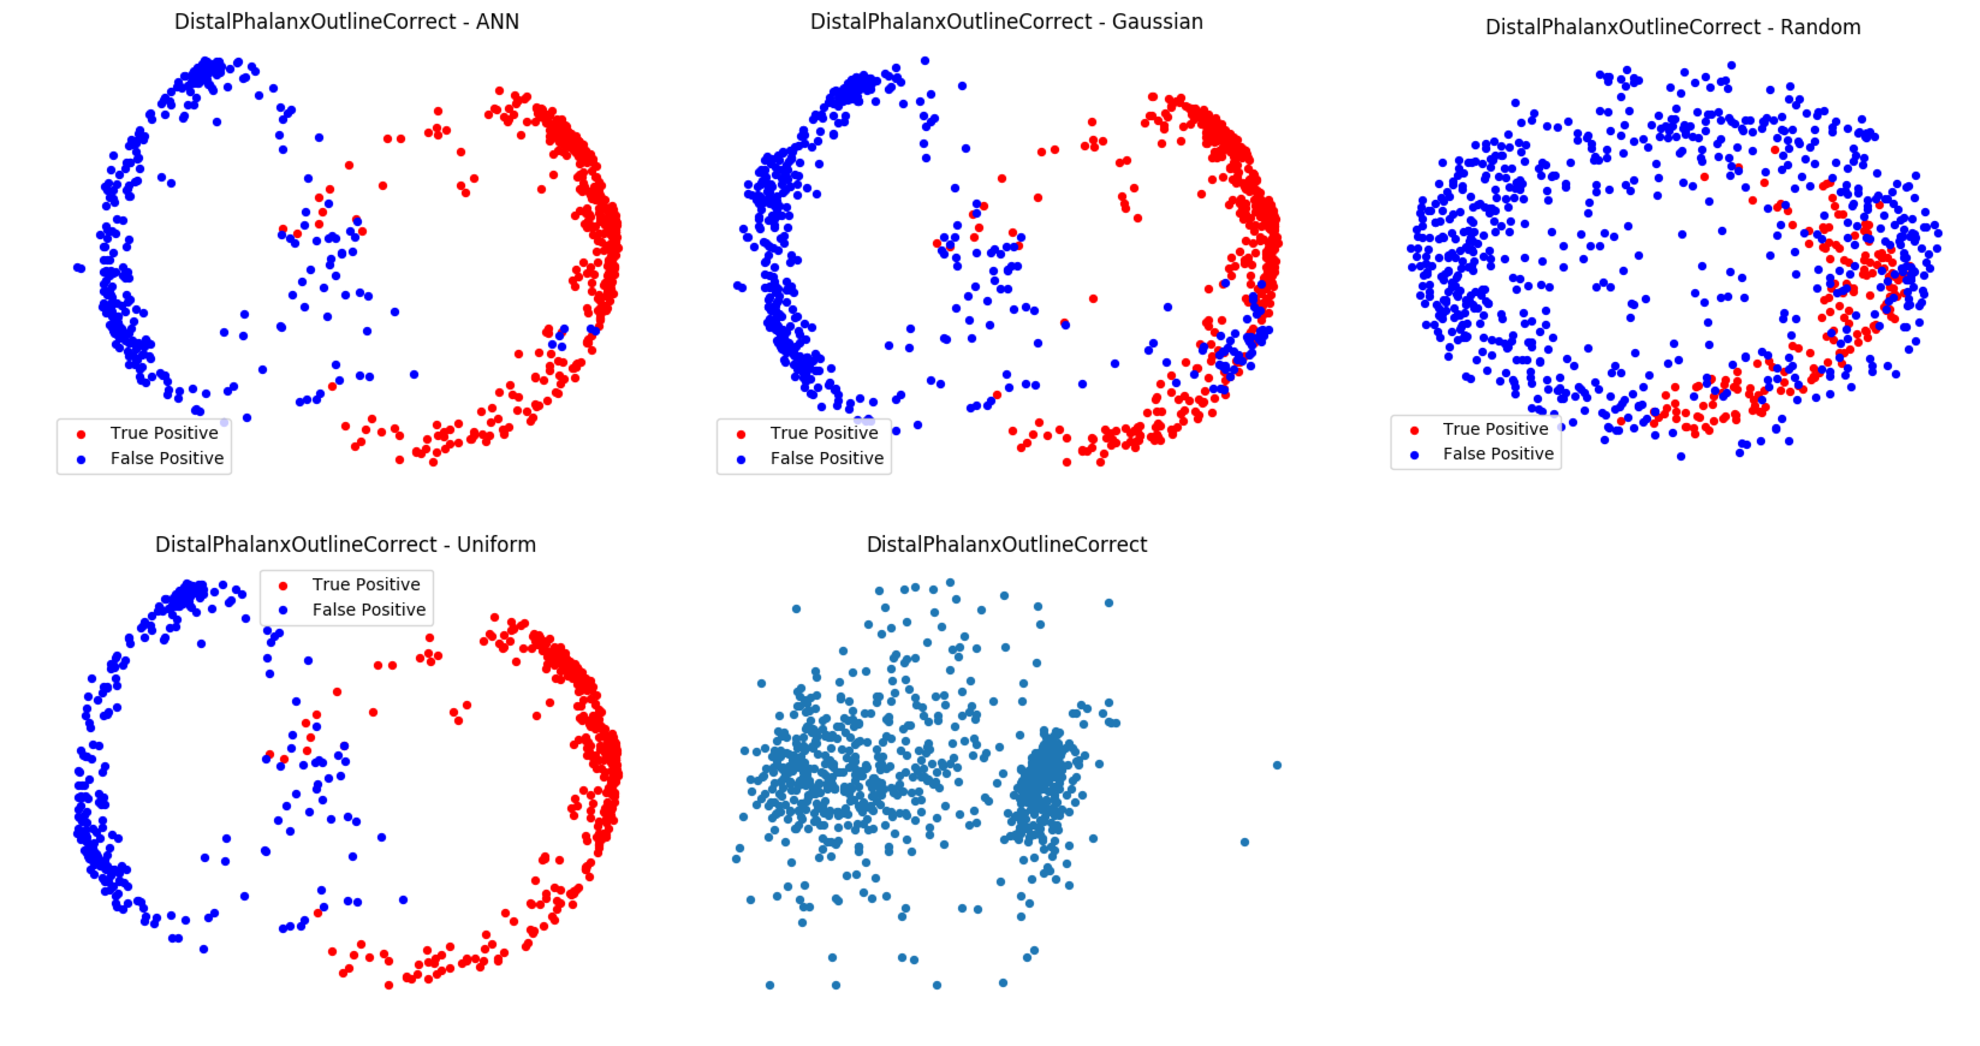 DistalPhalanxOutlineCorrect - ANN
True Positive
False Positive
DistalPhalanxOutlineCorrect - Gaussian
True Positive
False Positive
DistalPhalanxOutlineCorrect - Random
True Positive
False Positive
DistalPhalanxOutlineCorrect - Uniform
True Positive
False Positive
DistalPhalanxOutlineCorrect